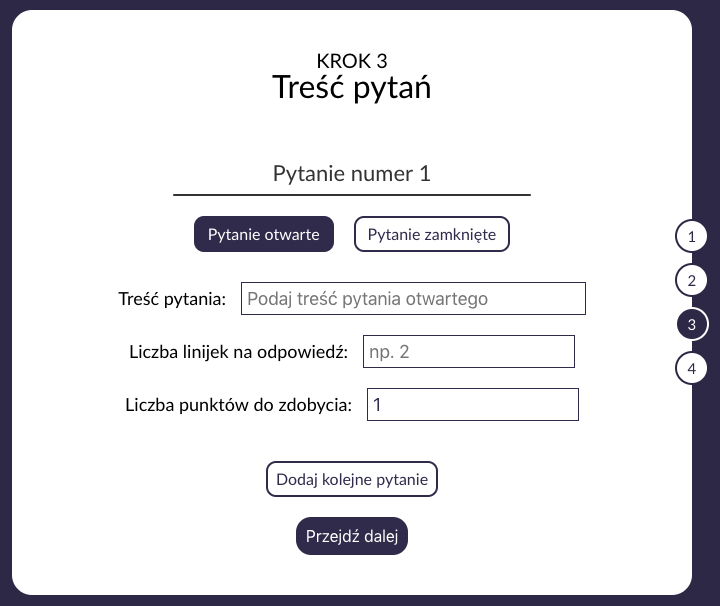 KROK 3
Treść pytań
Pytanie numer 1
Pytanie otwarte Pytanie zamknięte
Treść pytania: Podaj treść pytania otwartego
Liczba linijek na odpowiedź: np. 2
Liczba punktów do zdobycia: 1
Dodaj kolejne pytanie
Przejdź dalej
1
2
3
4